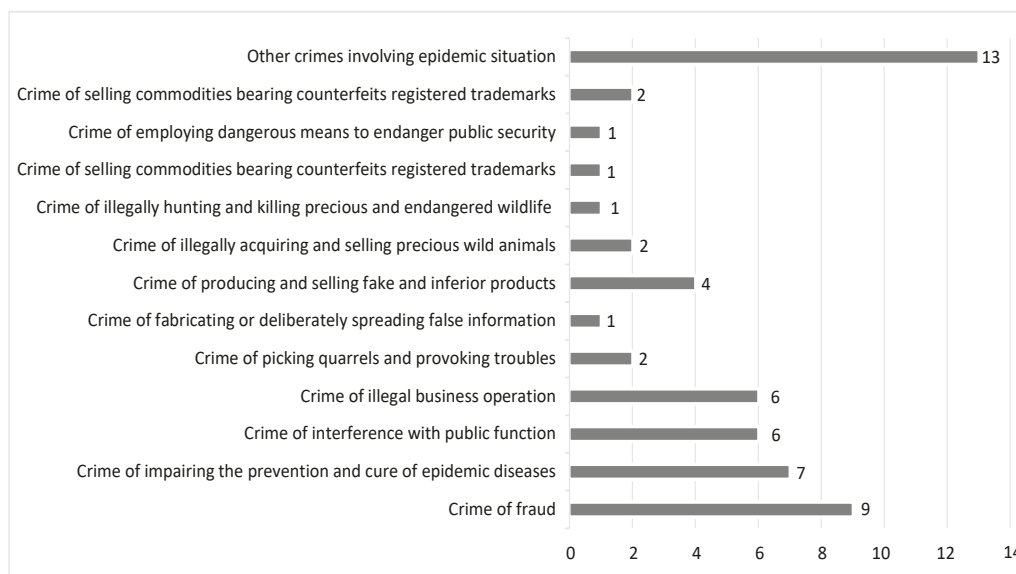 Other crimes involving epidemic situation 13
Crime of selling commodities bearing counterfeits registered trademarks 2
Crime of employing dangerous means to endanger public security 1
Crime of selling commodities bearing counterfeits registered trademarks 1
Crime of illegally hunting and killing precious and endangered wildlife 1
Crime of illegally acquiring and selling precious wild animals 2
Crime of producing and selling fake and inferior products 4
Crime of fabricating or deliberately spreading false information 1
Crime of picking quarrels and provoking troubles 2
Crime of illegal business operation 6
Crime of interference with public function 6
Crime of impairing the prevention and cure of epidemic diseases 7
Crime of fraud 9
0 2 4 6 8 10 12 14